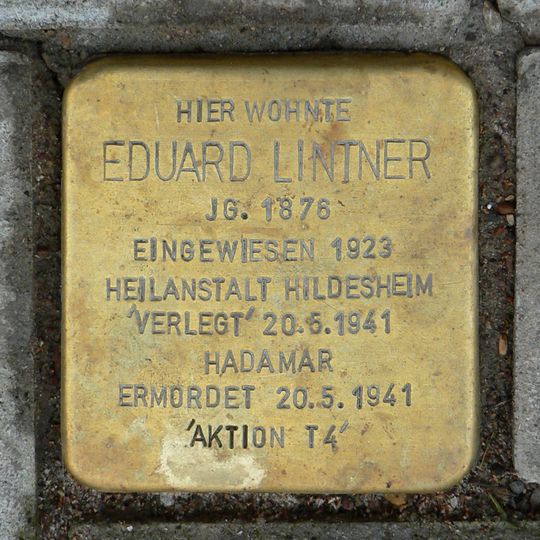 HIER WOHNTE
EDUARD LINTNER
JG. 1876
EINGEWIESEN 1923
HEILANSTALT HILDESHEIM
'VERLEGT' 20.5.1941
HADAMAR
ERMORDET 20.5.1941
'AKTION T4'